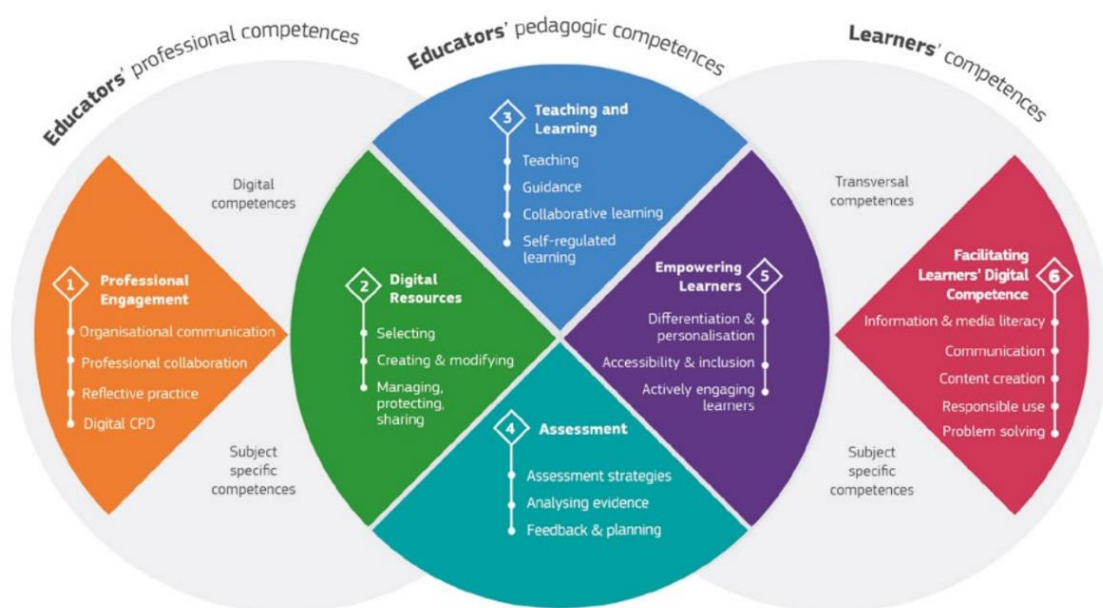 Educators' professional competences
Educators' pedagogic competences
Learners' competences
Digital
competences
Transversal
competences
1
Professional
Engagement
Organisational communication
Professional collaboration
Reflective practice
Digital CPD
2
Digital
Resources
Selecting
Creating & modifying
Managing,
protecting,
sharing
3
Teaching and
Learning
Teaching
Guidance
Collaborative learning
Self-regulated
learning
4
Assessment
Assessment strategies
Analysing evidence
Feedback & planning
5
Empowering
Learners
Differentiation &
personalisation
Accessibility & inclusion
Actively engaging
learners
6
Facilitating
Learners' Digital
Competence
Information & media literacy
Communication
Content creation
Responsible use
Problem solving
Subject
specific
competences
Subject
specific
competences